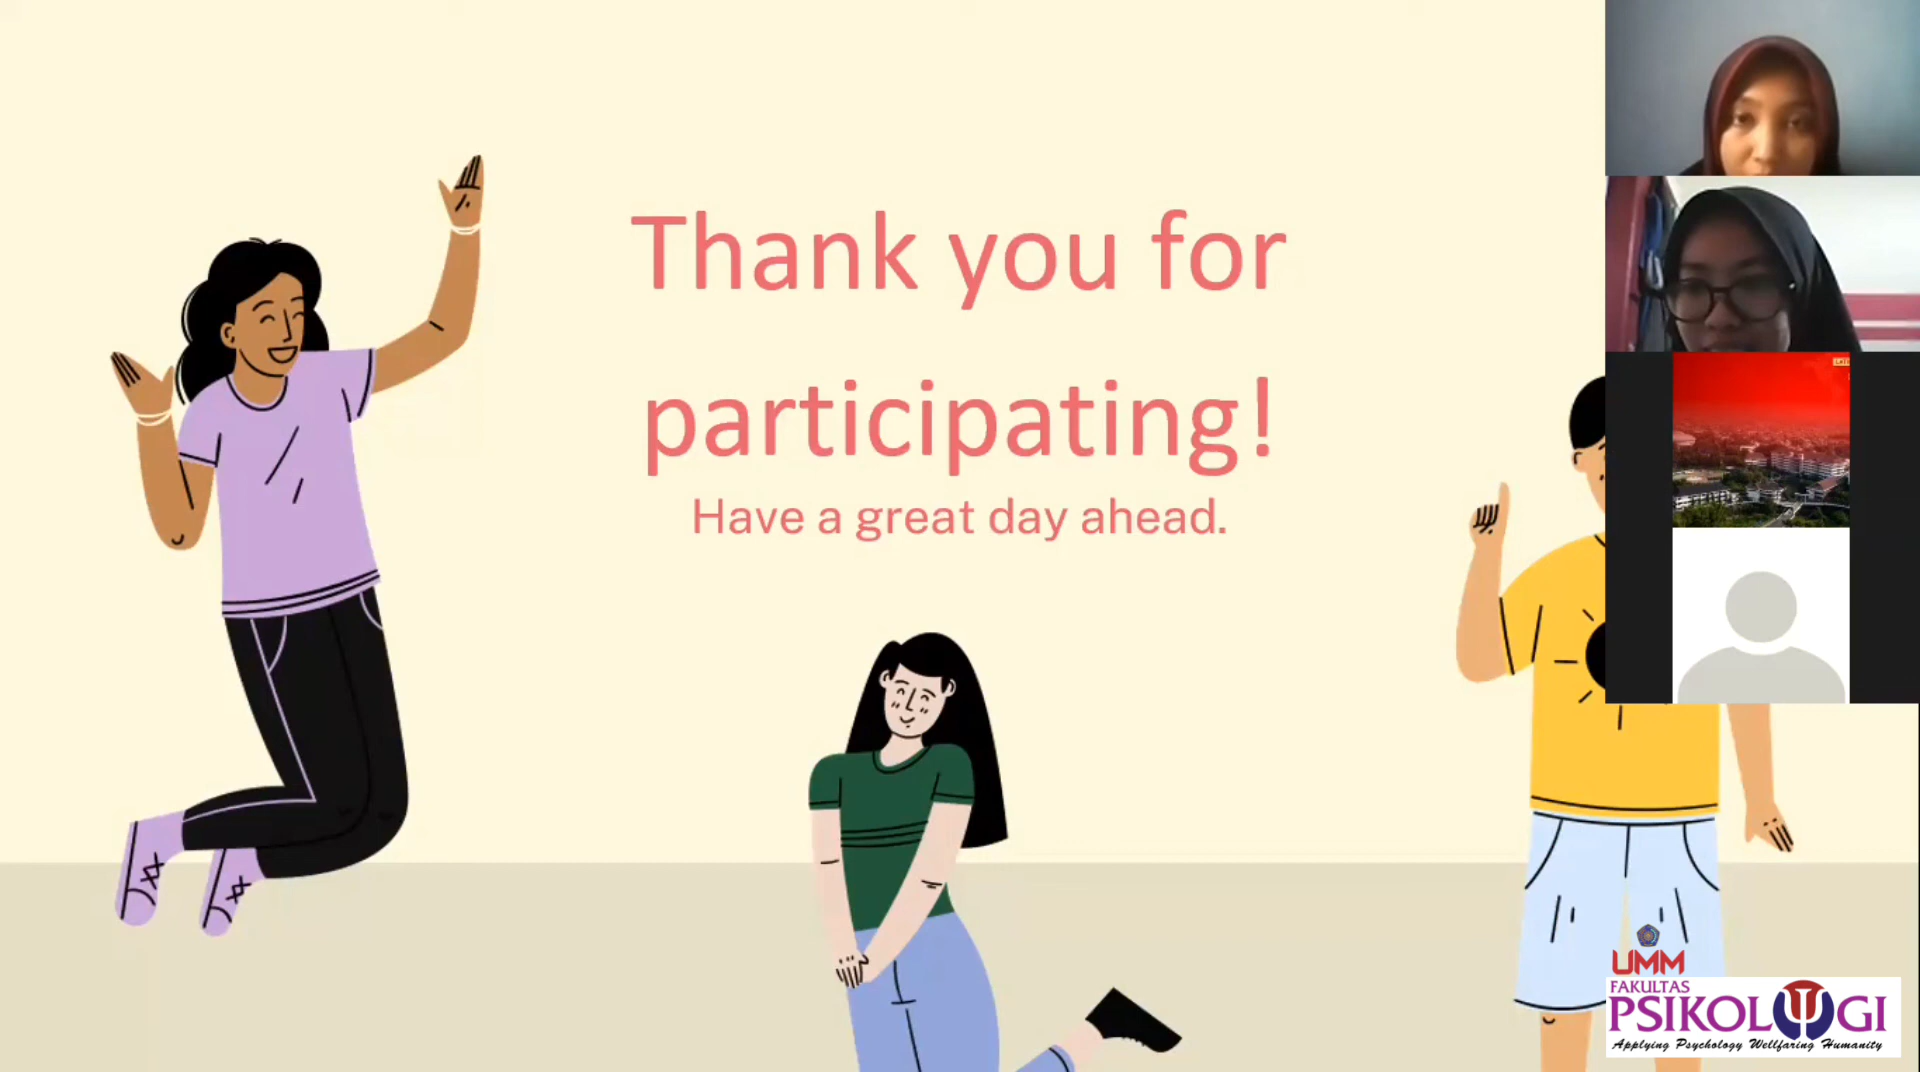 Thank you for
participating!
Have a great day ahead.
UMM
FAKULTAS
PSIKOLOGI
Applying Psychology Wellfaring Humanity